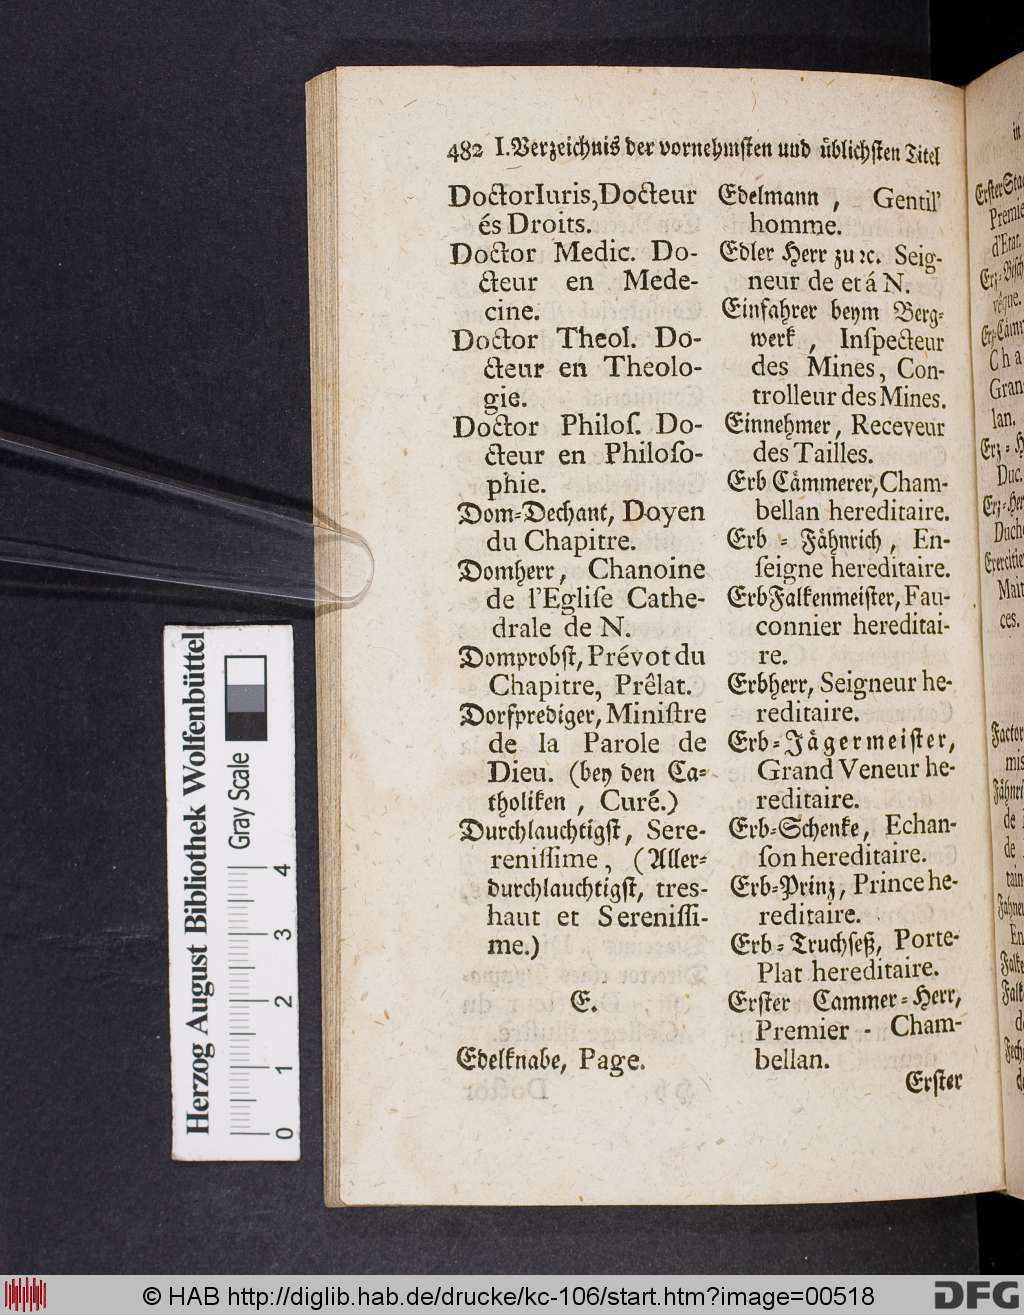 482 I. Verzeichnis der vornehmsten und üblichsten Titel
Doctor Iuris, Docteur
és Droits.
Doctor Medic. Do-
cteur en Mede-
cine.
Doctor Theol. Do-
cteur en Theolo-
gie.
Doctor Philoſ. Do-
cteur en Philoſo-
phie.
Dom-Dechant, Doyen
du Chapitre.
Domherr, Chanoine
de l'Egliſe Cathe-
drale de N.
Domprobſt, Prévot du
Chapitre, Prêlat.
Dorfprediger, Miniſtre
de la Parole de
Dieu. (bey den Ca-
tholiken, Curé.)
Durchlauchtigſt, Sere-
reniſſime, (Aller-
durchlauchtigſt, tres-
haut et Sereniſſi-
me.)
E.
Edelknabe, Page.
Edelmann, Gentil'
homme.
Edler Herr zu ꝛc. Seig-
neur de et á N.
Einfahrer beym Berg-
werk, Inſpecteur
des Mines, Con-
trolleur des Mines.
Einnehmer, Receveur
des Tailles.
Erb Cämmerer, Cham-
bellan hereditaire.
Erb - Fähnrich, En-
ſeigne hereditaire.
Erb Falkenmeiſter, Fau-
connier hereditai-
re.
Erbherr, Seigneur he-
reditaire.
Erb-Jägermeiſter,
Grand Veneur he-
reditaire.
Erb-Schenke, Echan-
ſon hereditaire.
Erb-Prinz, Prince he-
reditaire.
Erb-Truchſeß, Porte-
Plat hereditaire.
Erſter Cammer-Herr,
Premier - Cham-
bellan.
Erſter
Herzog August Bibliothek Wolfenbüttel
Gray Scale
0 1 2 3 4
© HAB http://diglib.hab.de/drucke/kc-106/start.htm?image=00518
DFG